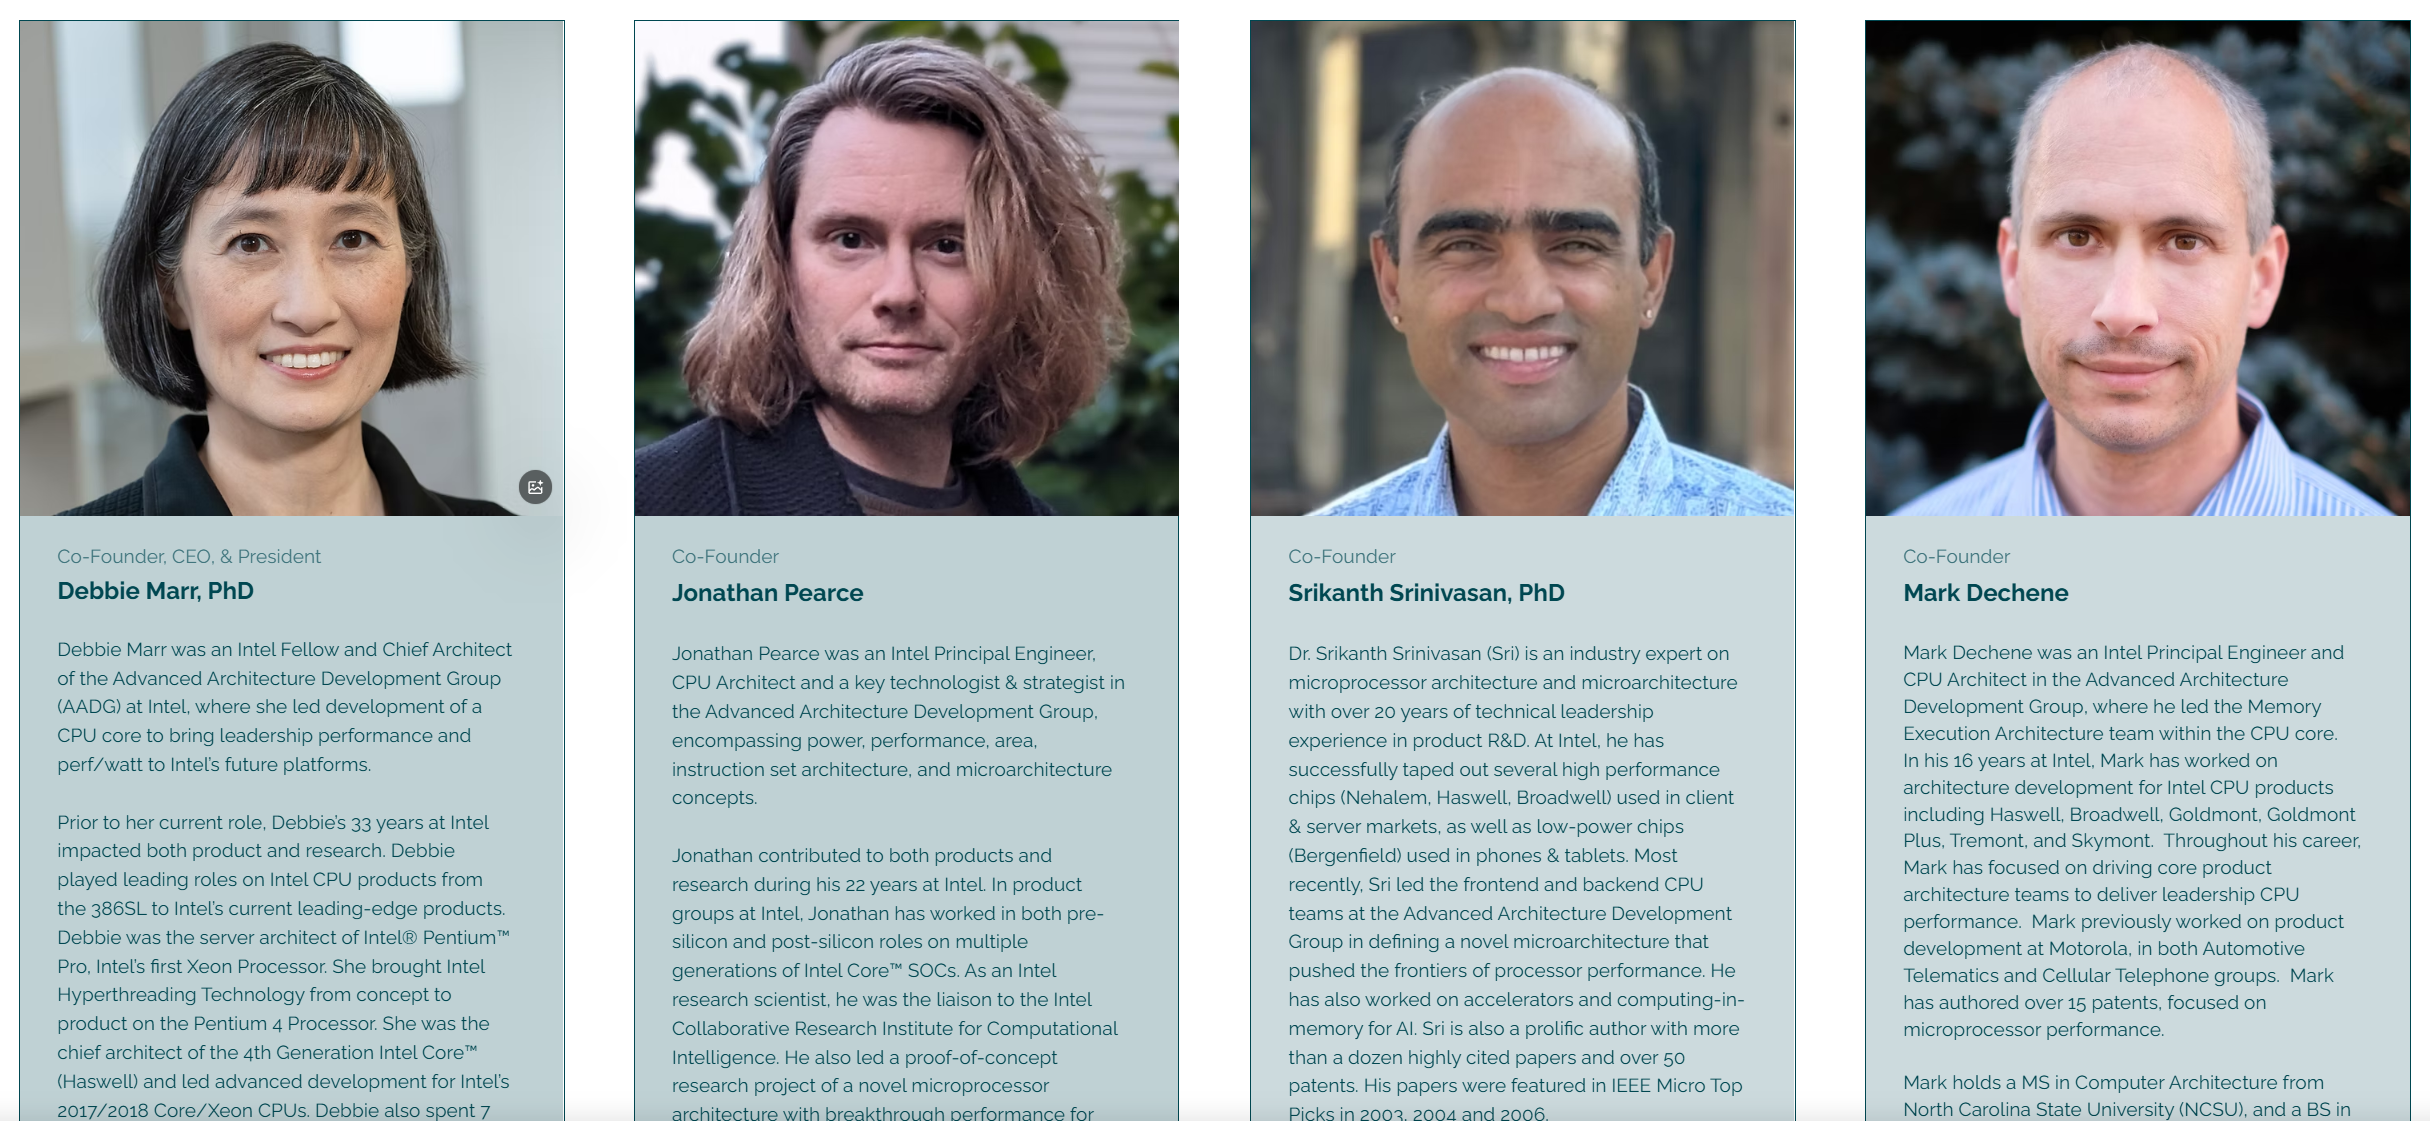 Co-Founder, CEO, & President
Debbie Marr, PhD
Debbie Marr was an Intel Fellow and Chief Architect
of the Advanced Architecture Development Group
(AADG) at Intel, where she led development of a
CPU core to bring leadership performance and
perf/watt to Intel's future platforms.
Prior to her current role, Debbie's 33 years at Intel
impacted both product and research. Debbie
played leading roles on Intel CPU products from
the 386SL to Intel's current leading-edge products.
Debbie was the server architect of Intel® Pentium™
Pro, Intel's first Xeon Processor. She brought Intel
Hyperthreading Technology from concept to
product on the Pentium 4 Processor. She was the
chief architect of the 4th Generation Intel Core™
(Haswell) and led advanced development for Intel's
2017/2018 Core/Xeon CPUs. Debbie also spent 7
Co-Founder
Jonathan Pearce
Jonathan Pearce was an Intel Principal Engineer,
CPU Architect and a key technologist & strategist in
the Advanced Architecture Development Group,
encompassing power, performance, area,
instruction set architecture, and microarchitecture
concepts.
Jonathan contributed to both products and
research during his 22 years at Intel. In product
groups at Intel, Jonathan has worked in both pre-
silicon and post-silicon roles on multiple
generations of Intel Core™ SOCs. As an Intel
research scientist, he was the liaison to the Intel
Collaborative Research Institute for Computational
Intelligence. He also led a proof-of-concept
research project of a novel microprocessor
architecture with breakthrough performance for
Co-Founder
Srikanth Srinivasan, PhD
Dr. Srikanth Srinivasan (Sri) is an industry expert on
microprocessor architecture and microarchitecture
with over 20 years of technical leadership
experience in product R&D. At Intel, he has
successfully taped out several high performance
chips (Nehalem, Haswell, Broadwell) used in client
& server markets, as well as low-power chips
(Bergenfield) used in phones & tablets. Most
recently, Sri led the frontend and backend CPU
teams at the Advanced Architecture Development
Group in defining a novel microarchitecture that
pushed the frontiers of processor performance. He
has also worked on accelerators and computing-in-
memory for AI. Sri is also a prolific author with more
than a dozen highly cited papers and over 50
patents. His papers were featured in IEEE Micro Top
Picks in 2003, 2004 and 2006.
Co-Founder
Mark Dechene
Mark Dechene was an Intel Principal Engineer and
CPU Architect in the Advanced Architecture
Development Group, where he led the Memory
Execution Architecture team within the CPU core.
In his 16 years at Intel, Mark has worked on
architecture development for Intel CPU products
including Haswell, Broadwell, Goldmont, Goldmont
Plus, Tremont, and Skymont.  Throughout his career,
Mark has focused on driving core product
architecture teams to deliver leadership CPU
performance.  Mark previously worked on product
development at Motorola, in both Automotive
Telematics and Cellular Telephone groups.  Mark
has authored over 15 patents, focused on
microprocessor performance.
Mark holds a MS in Computer Architecture from
North Carolina State University (NCSU), and a BS in